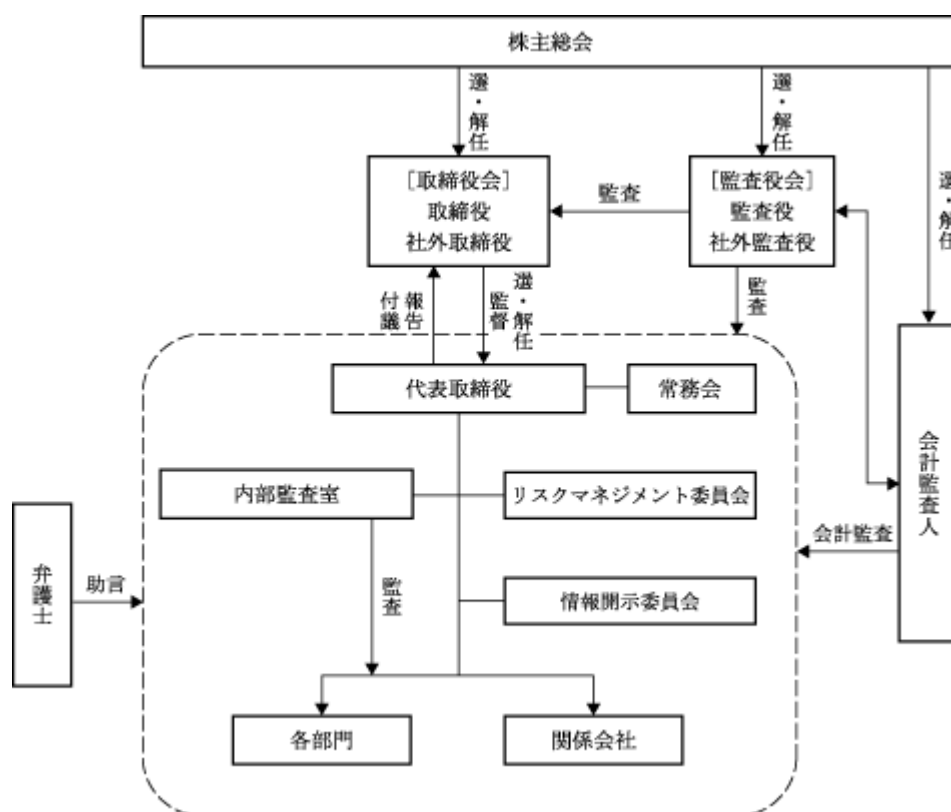 株主総会
選・解任
選・解任
選・解任
[取締役会]
取締役
社外取締役
監査
[監査役会]
監査役
社外監査役
付議
報告
監督
選・解任
監査
代表取締役
常務会
会計監査人
内部監査室
リスクマネジメント委員会
会計監査
弁護士
助言
監査
情報開示委員会
各部門
関係会社